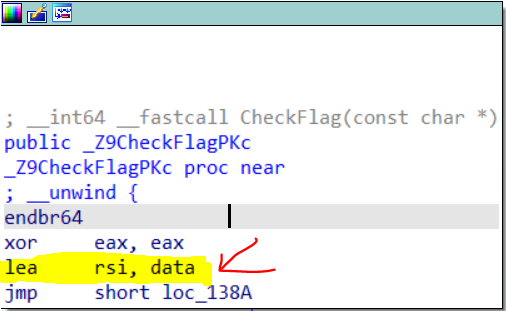 ; __int64 __fastcall CheckFlag(const char *)
public _Z9CheckFlagPKc
_Z9CheckFlagPKc proc near
; __unwind {
endbr64
xor     eax, eax
lea     rsi, data
jmp     short loc_138A